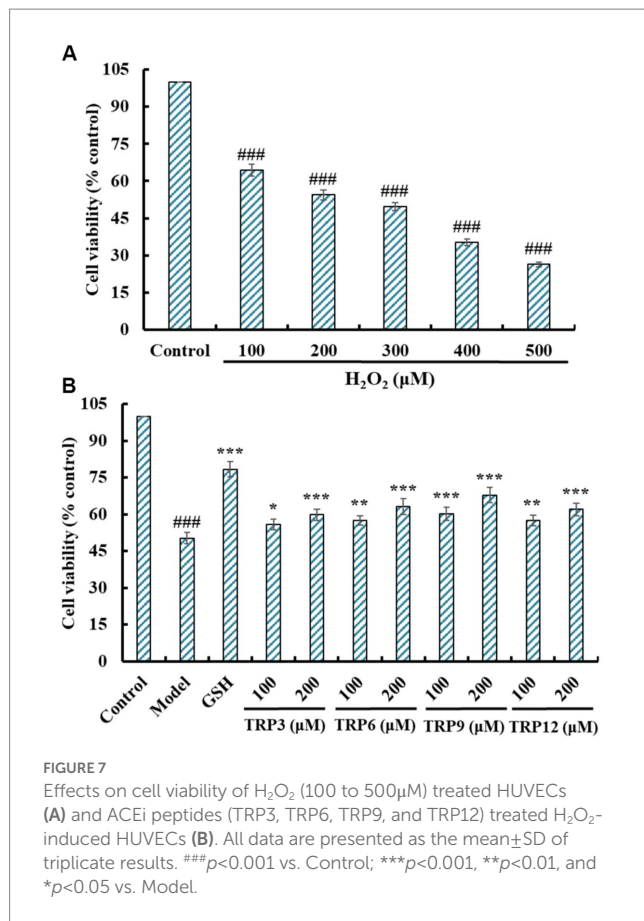 A
105
90
75
60
45
30
15
0
Cell viability (% control)
###
###
###
###
###
Control 100 200 300 400 500
H₂O₂ (μM)
B
105
90
75
60
45
30
15
0
Cell viability (% control)
###
***
*
***
**
***
***
***
**
***
Control Model GSH 100 200 100 200 100 200 100 200
TRP3 (μM) TRP6 (μM) TRP9 (μM) TRP12 (μM)
FIGURE 7
Effects on cell viability of H₂O₂ (100 to 500μM) treated HUVECs
(A) and ACEi peptides (TRP3, TRP6, TRP9, and TRP12) treated H₂O₂-
induced HUVECs (B). All data are presented as the mean±SD of
triplicate results. ###p<0.001 vs. Control; ***p<0.001, **p<0.01, and
*p<0.05 vs. Model.